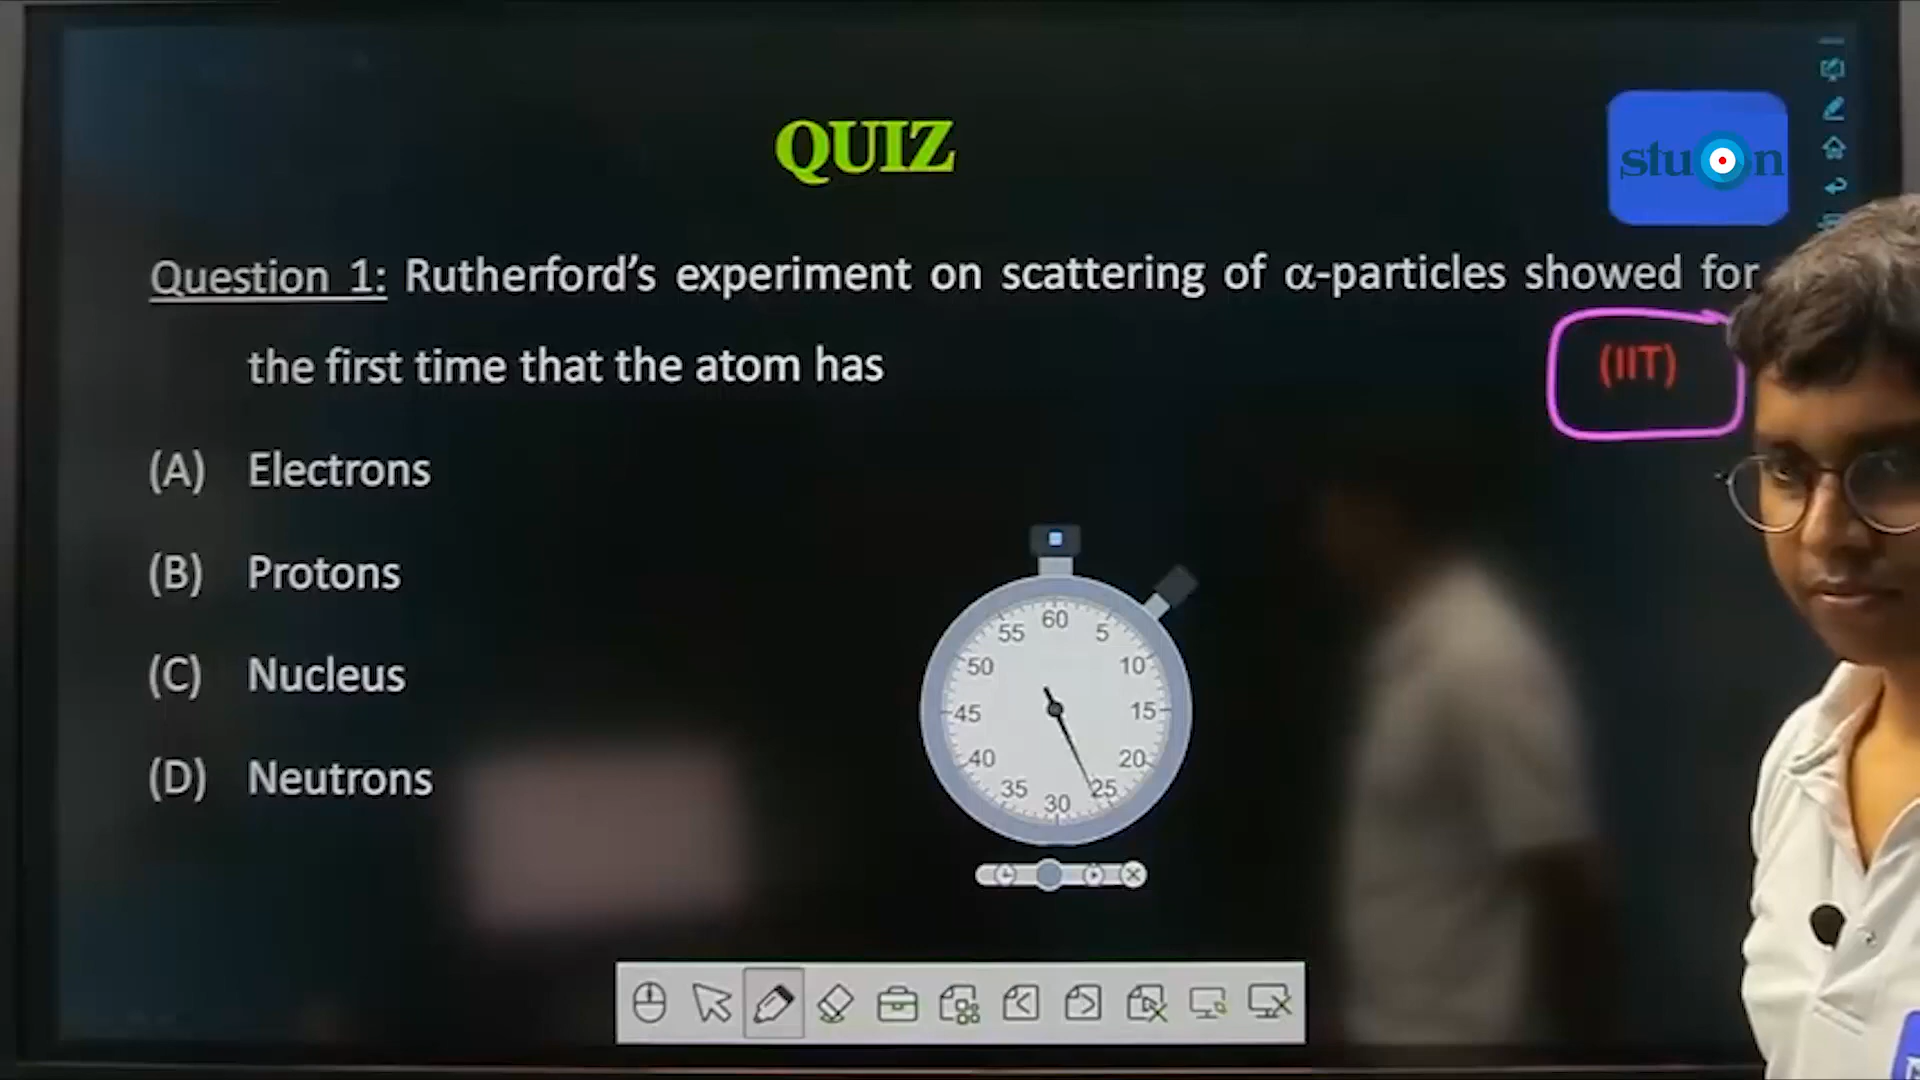 QUIZ
stuon
Question 1: Rutherford’s experiment on scattering of α-particles showed for
the first time that the atom has
(IIT)
(A) Electrons
(B) Protons
(C) Nucleus
(D) Neutrons
60
55 5
50 10
45 15
40 20
35 25
30